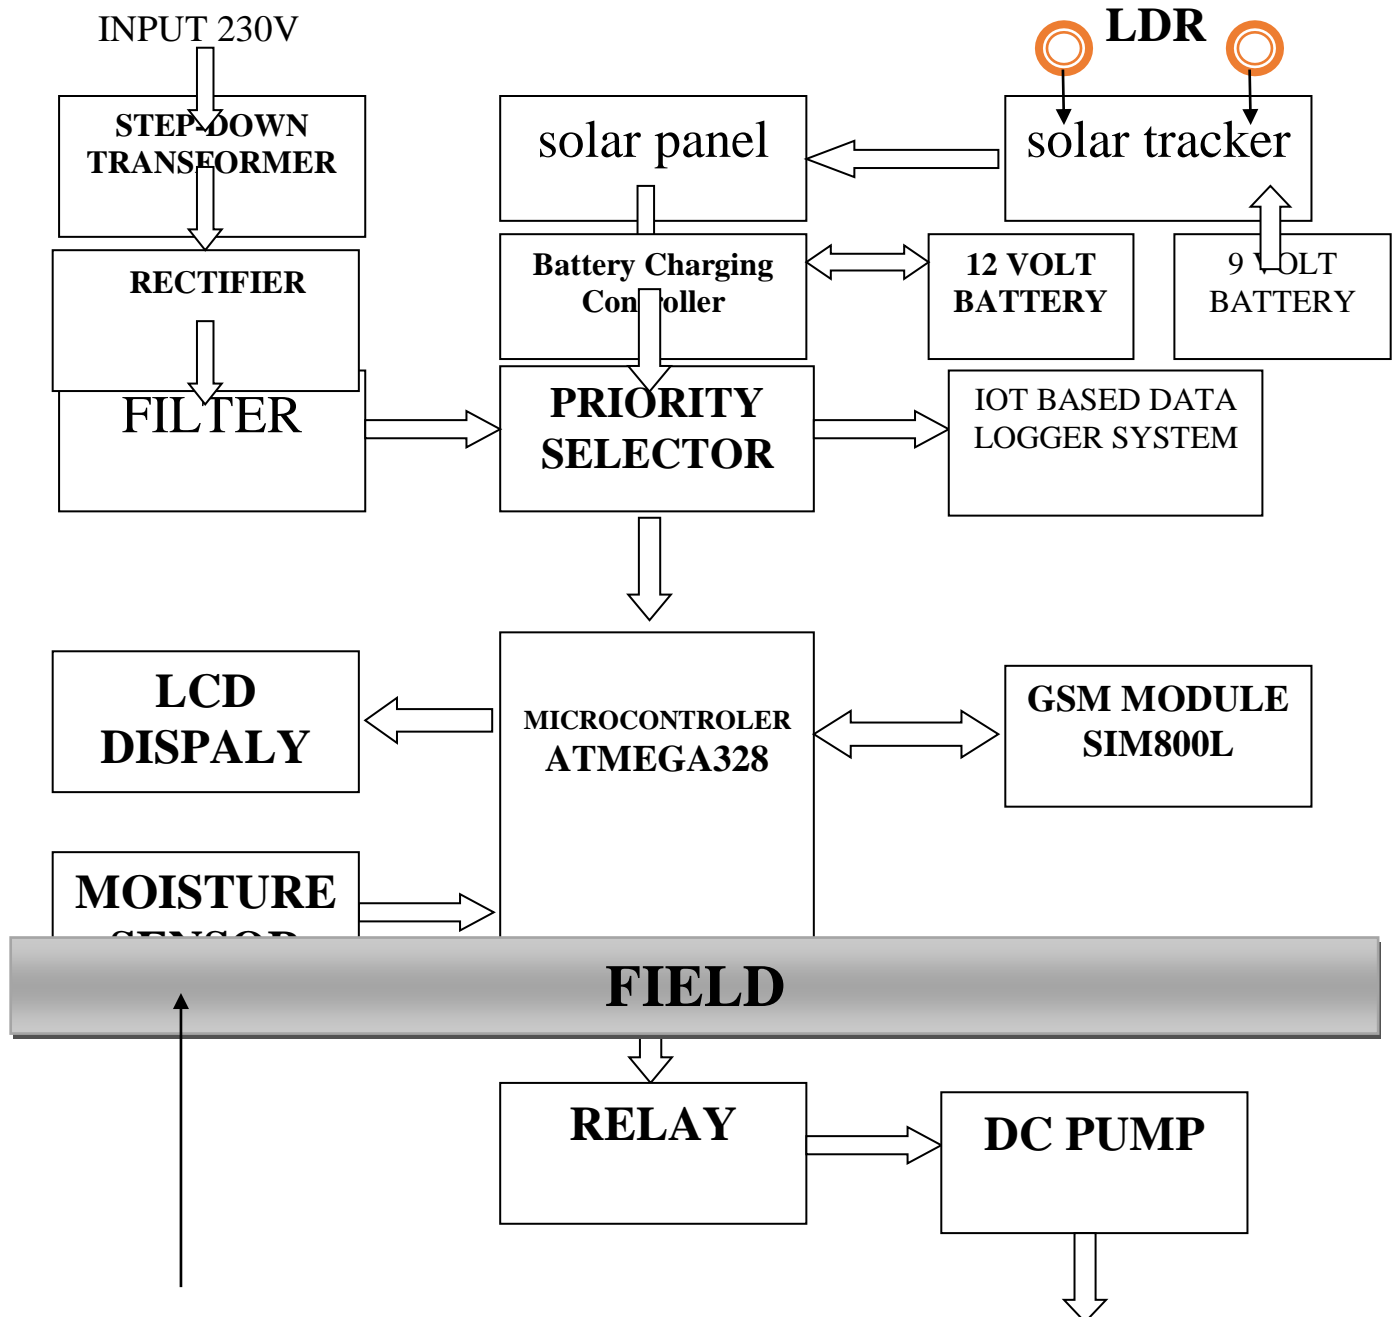 INPUT 230V
LDR
STEP-DOWN
TRANSFORMER
solar panel
solar tracker
RECTIFIER
Battery Charging
Controller
12 VOLT
BATTERY
9 VOLT
BATTERY
FILTER
PRIORITY
SELECTOR
IOT BASED DATA
LOGGER SYSTEM
LCD
DISPALY
MICROCONTROLER
ATMEGA328
GSM MODULE
SIM800L
MOISTURE
SENSOR
FIELD
RELAY
DC PUMP